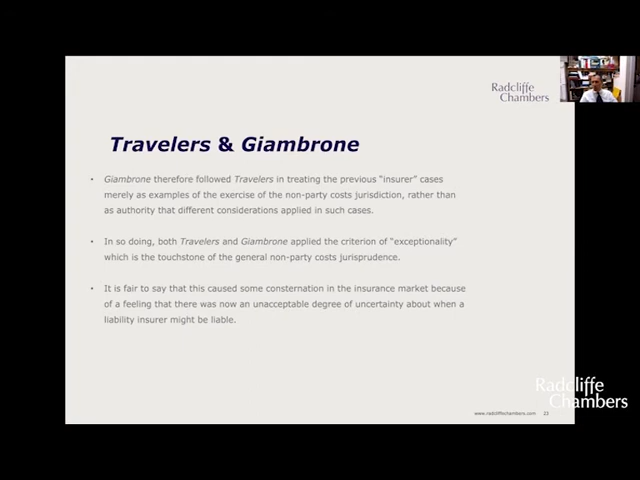 Radcliffe
Chambers
Travelers & Giambrone
• Giambrone therefore followed Travelers in treating the previous “insurer” cases
merely as examples of the exercise of the non-party costs jurisdiction, rather than
as authority that different considerations applied in such cases.
• In so doing, both Travelers and Giambrone applied the criterion of “exceptionality”
which is the touchstone of the general non-party costs jurisprudence.
• It is fair to say that this caused some consternation in the insurance market because
of a feeling that there was now an unacceptable degree of uncertainty about when a
liability insurer might be liable.
Radcliffe
Chambers
www.radcliffechambers.com 22